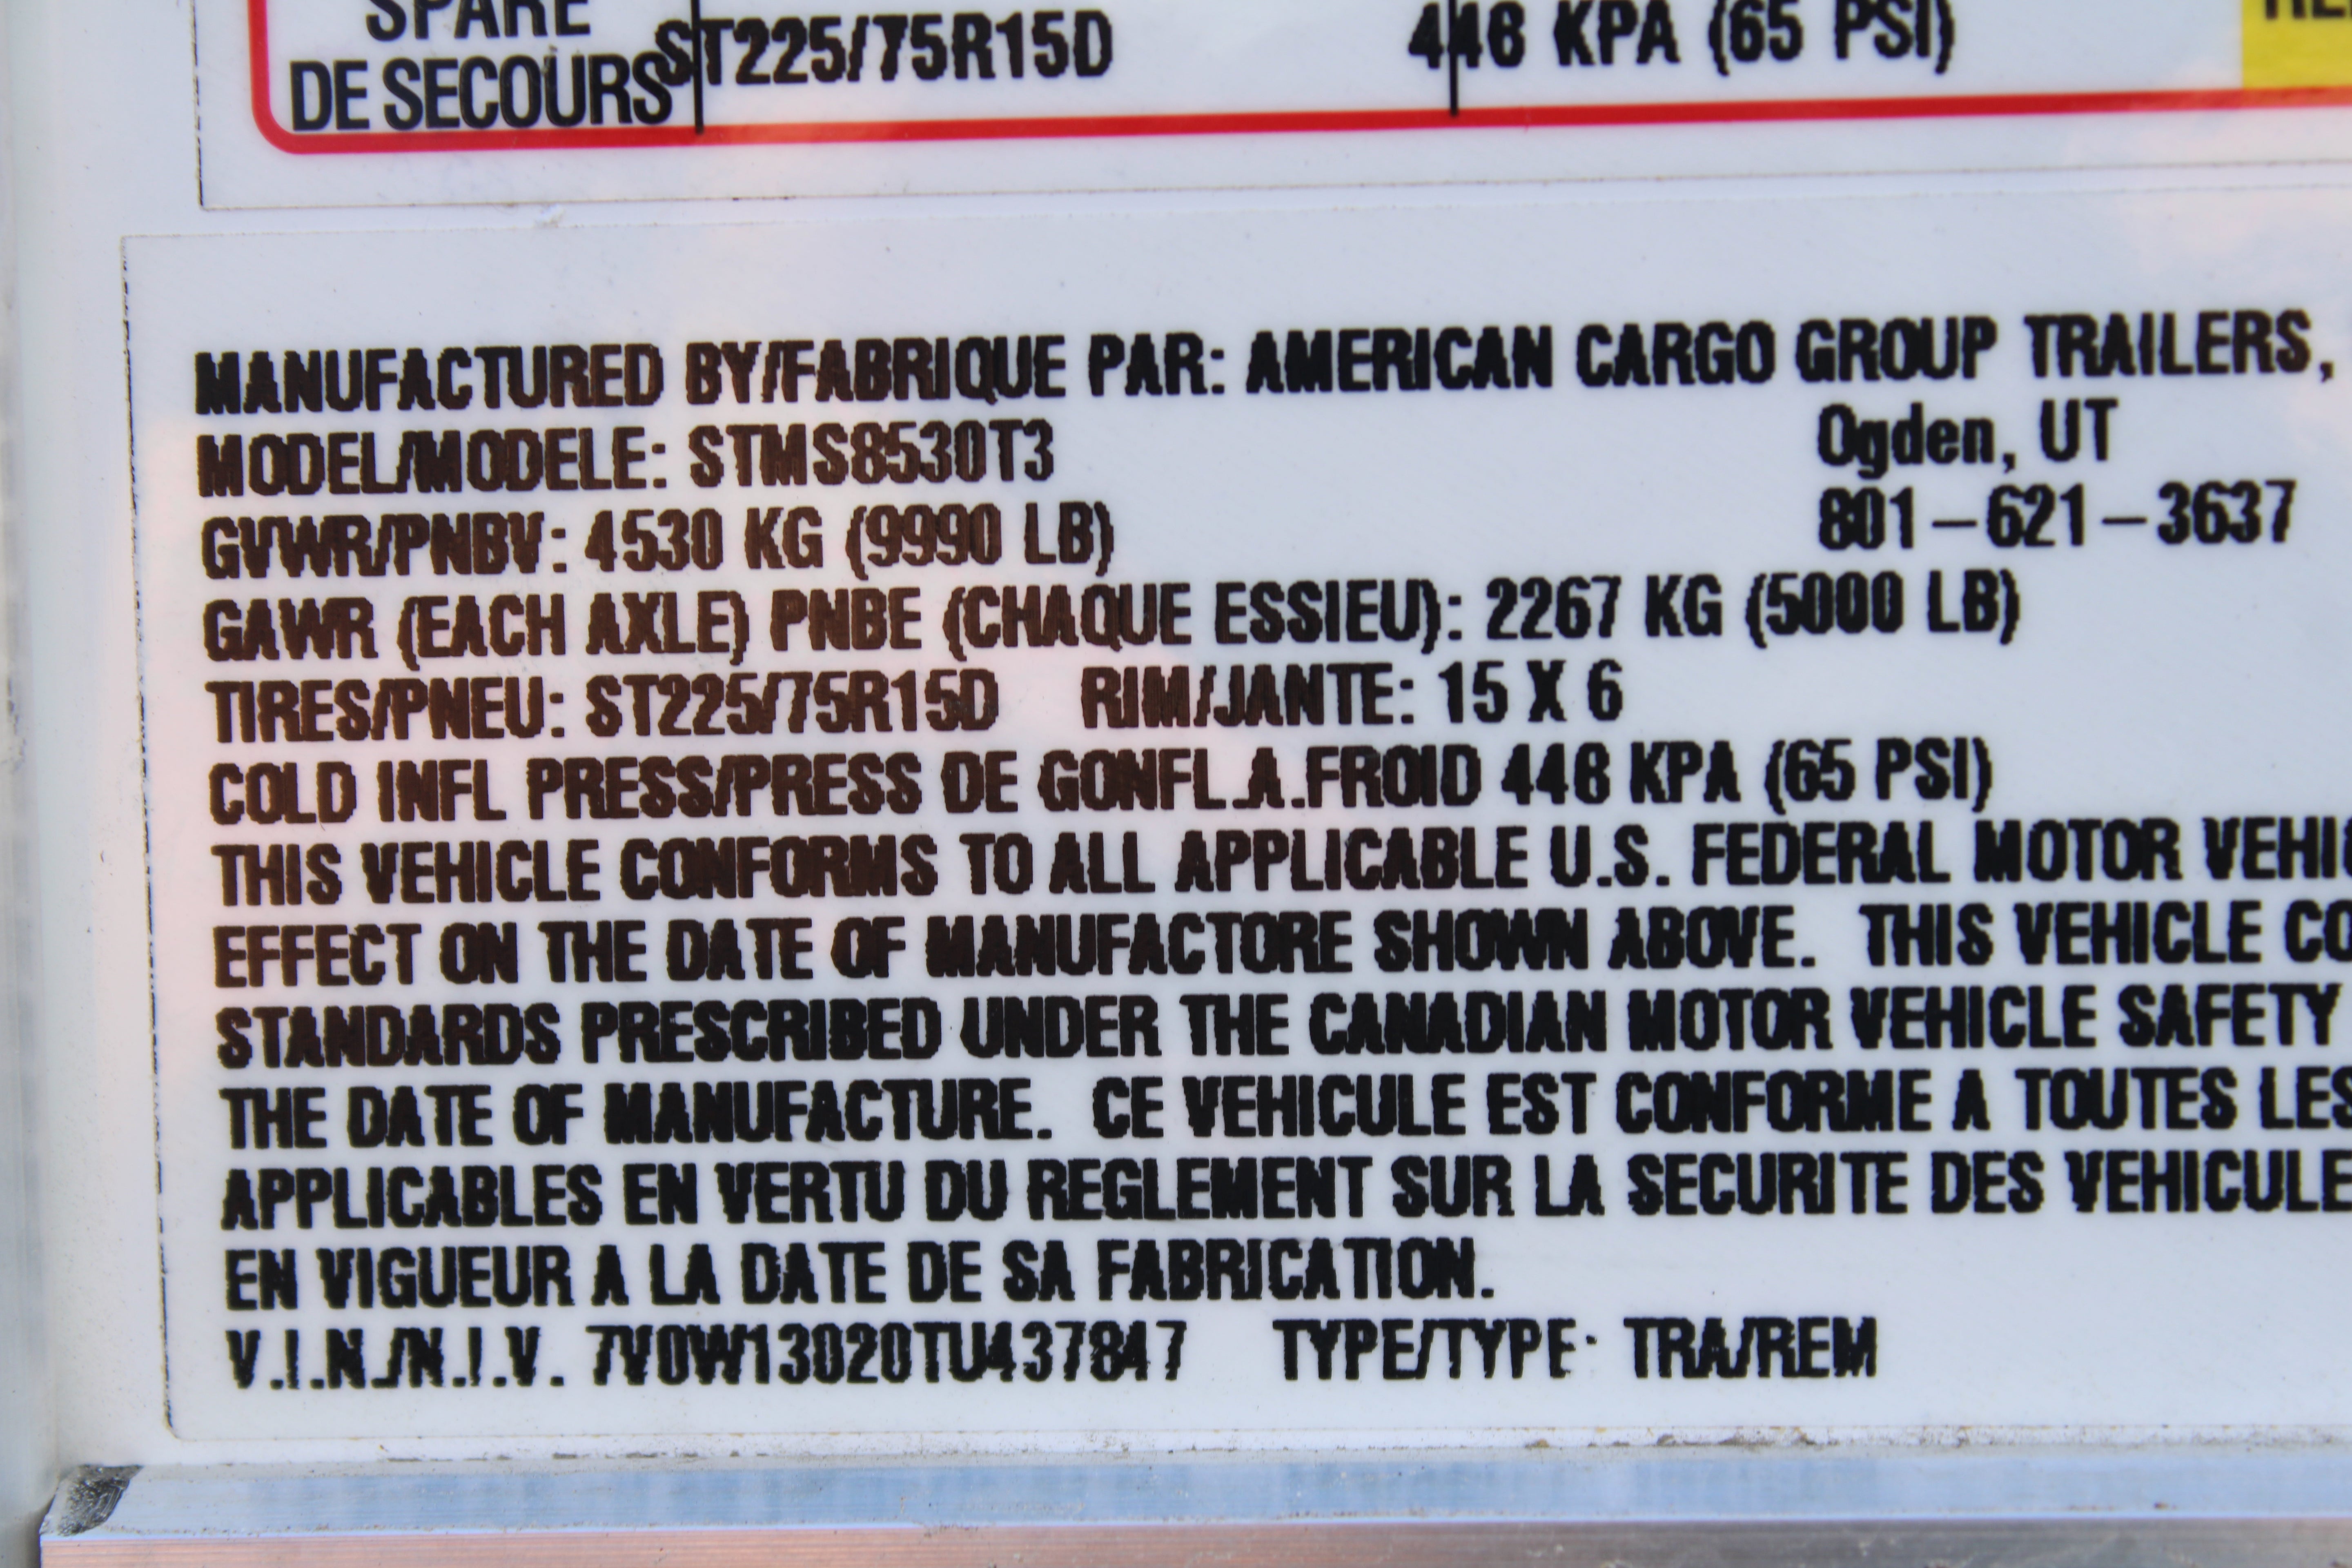 SPARE
DE SECOURS ST225/75R15D 448 KPA (65 PSI)
MANUFACTURED BY/FABRIQUE PAR: AMERICAN CARGO GROUP TRAILERS,
MODEL/MODELE: STMS8530T3 Ogden, UT
GVWR/PNBV: 4530 KG (9990 LB) 801-621-3637
GAWR (EACH AXLE) PNBE (CHAQUE ESSIEU): 2267 KG (5000 LB)
TIRES/PNEU: ST225/75R15D RIM/JANTE: 15 X 6
COLD INFL PRESS/PRESS DE GONFL.A.FROID 448 KPA (65 PSI)
THIS VEHICLE CONFORMS TO ALL APPLICABLE U.S. FEDERAL MOTOR VEHIC
EFFECT ON THE DATE OF MANUFACTORE SHOWN ABOVE. THIS VEHICLE CO
STANDARDS PRESCRIBED UNDER THE CANADIAN MOTOR VEHICLE SAFETY
THE DATE OF MANUFACTURE. CE VEHICULE EST CONFORME A TOUTES LES
APPLICABLES EN VERTU DU REGLEMENT SUR LA SECURITE DES VEHICULE
EN VIGUEUR A LA DATE DE SA FABRICATION.
V.I.N./N.I.V. 7V0W13020TU437847 TYPE/TYPE: TRA/REM